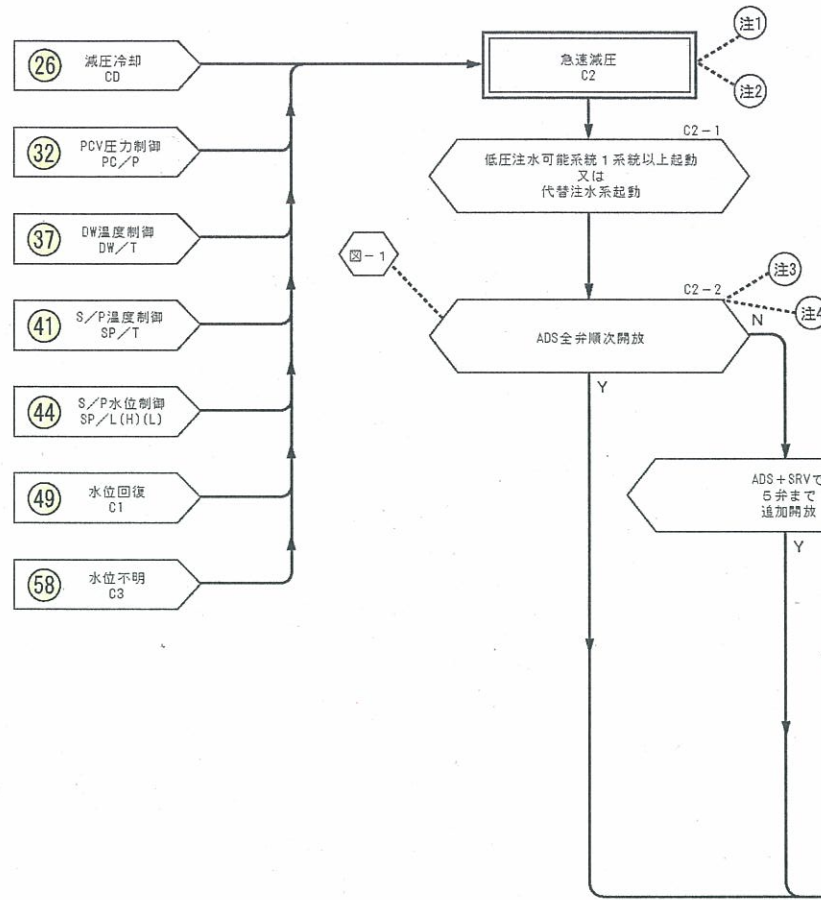 26 減圧冷却
CD
32 PCV圧力制御
PC/P
37 DW温度制御
DW/T
41 S/P温度制御
SP/T
44 S/P水位制御
SP/L(H)(L)
49 水位回復
C1
58 水位不明
C3
急速減圧
C2
注1
注2
C2-1
低圧注水可能系統1系統以上起動
又は
代替注水系起動
図-1
C2-2
注3
注4
ADS全弁順次開放
N
Y
ADS+SRVで
5弁まで
追加開放
Y